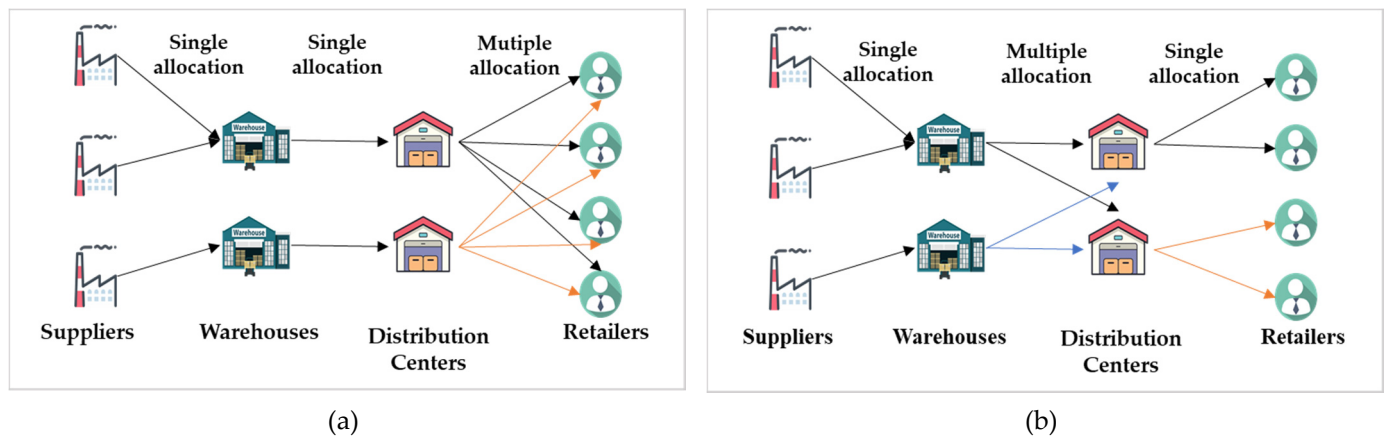 Single
allocation
Single
allocation
Mutiple
allocation
Warehouse
Warehouse
Suppliers
Warehouses
Distribution
Centers
Retailers
(a)
Single
allocation
Multiple
allocation
Single
allocation
Warehouse
Warehouse
Suppliers
Warehouses
Distribution
Centers
Retailers
(b)